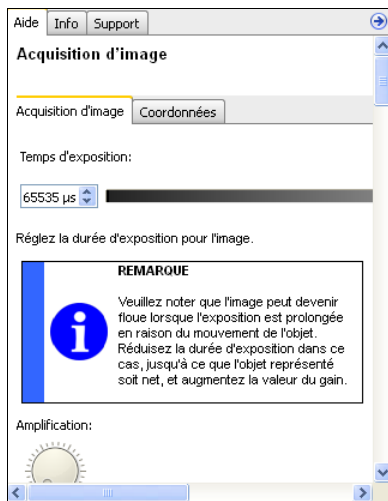 Aide Info Support
Acquisition d'image
Acquisition d'image Coordonnées
Temps d'exposition:
65535 µs
Réglez la durée d'exposition pour l'image.
REMARQUE
Veuillez noter que l'image peut devenir
floue lorsque l'exposition est prolongée
en raison du mouvement de l'objet.
Réduisez la durée d'exposition dans ce
cas, jusqu'à ce que l'objet représenté
soit net, et augmentez la valeur du gain.
Amplification: